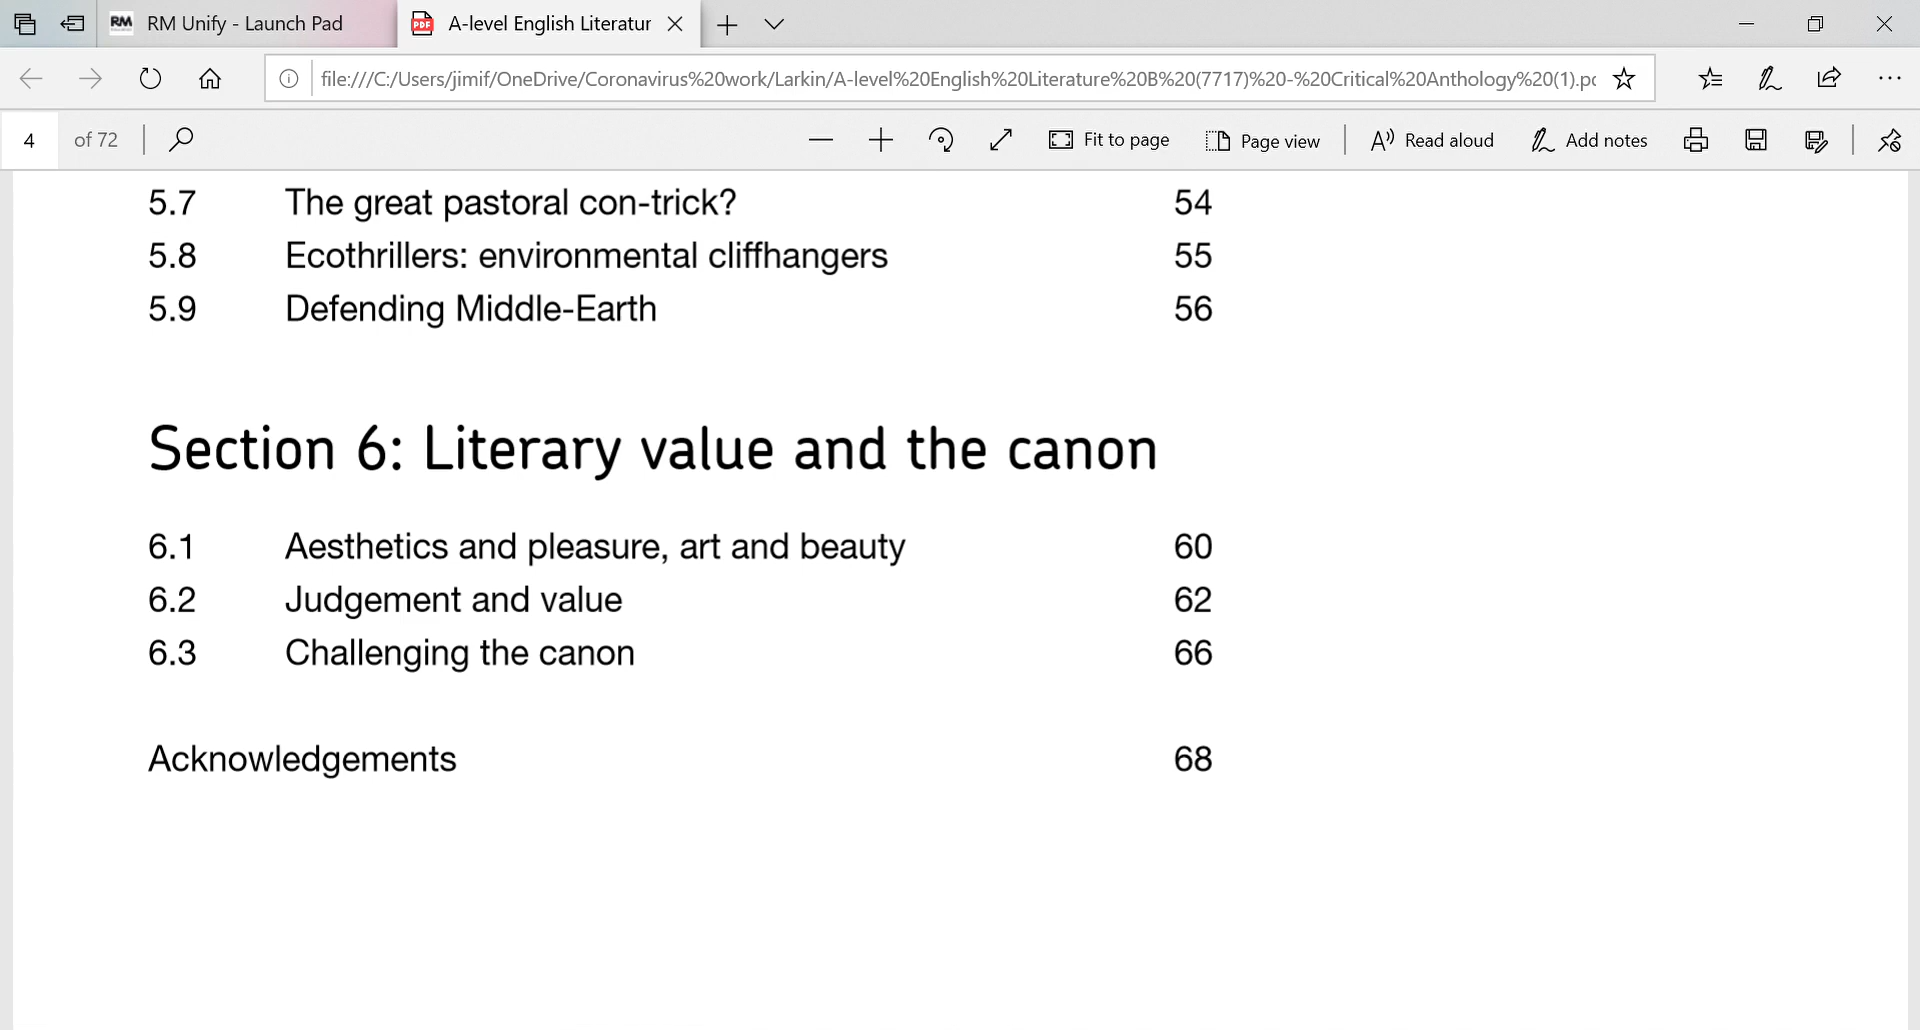 RM RM Unify - Launch Pad PDF A-level English Literatur
file:///C:/Users/jimif/OneDrive/Coronavirus%20work/Larkin/A-level%20English%20Literature%20B%20(7717)%20-%20Critical%20Anthology%20(1).pc
4 of 72 Fit to page Page view Read aloud Add notes
5.7 The great pastoral con-trick? 54
5.8 Ecothrillers: environmental cliffhangers 55
5.9 Defending Middle-Earth 56
Section 6: Literary value and the canon
6.1 Aesthetics and pleasure, art and beauty 60
6.2 Judgement and value 62
6.3 Challenging the canon 66
Acknowledgements 68